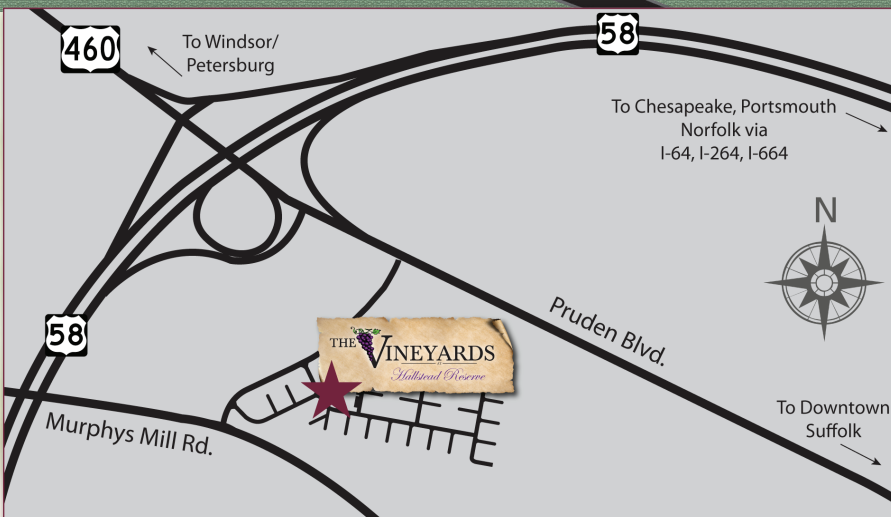 460
To Windsor/
Petersburg
58
To Chesapeake, Portsmouth
Norfolk via
I-64, I-264, I-664
N
Pruden Blvd.
58
THE VINEYARDS
AT
Hallstead Reserve
Murphys Mill Rd.
To Downtown
Suffolk